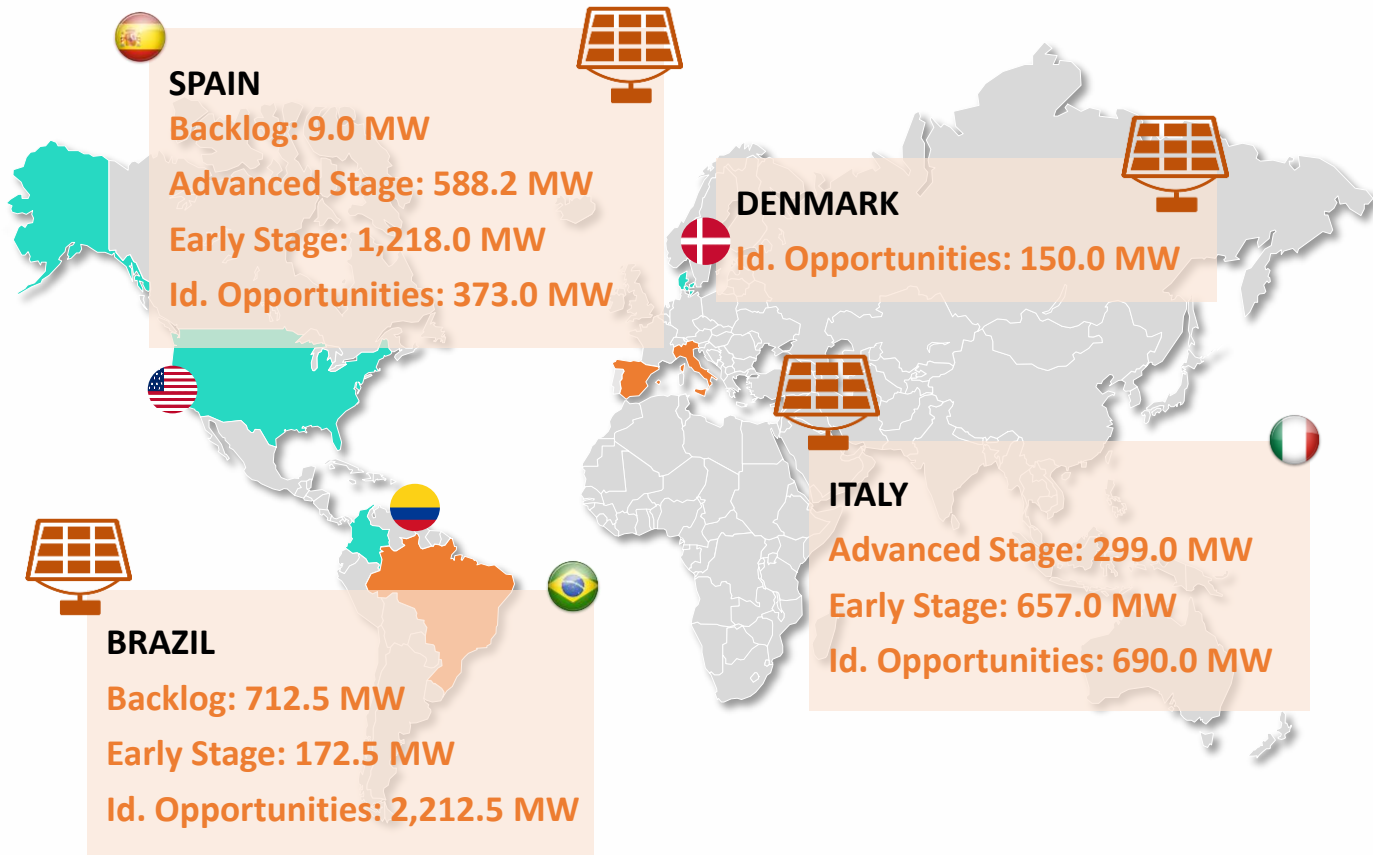 SPAIN
Backlog: 9.0 MW
Advanced Stage: 588.2 MW
Early Stage: 1,218.0 MW
Id. Opportunities: 373.0 MW
DENMARK
Id. Opportunities: 150.0 MW
ITALY
Advanced Stage: 299.0 MW
Early Stage: 657.0 MW
Id. Opportunities: 690.0 MW
BRAZIL
Backlog: 712.5 MW
Early Stage: 172.5 MW
Id. Opportunities: 2,212.5 MW